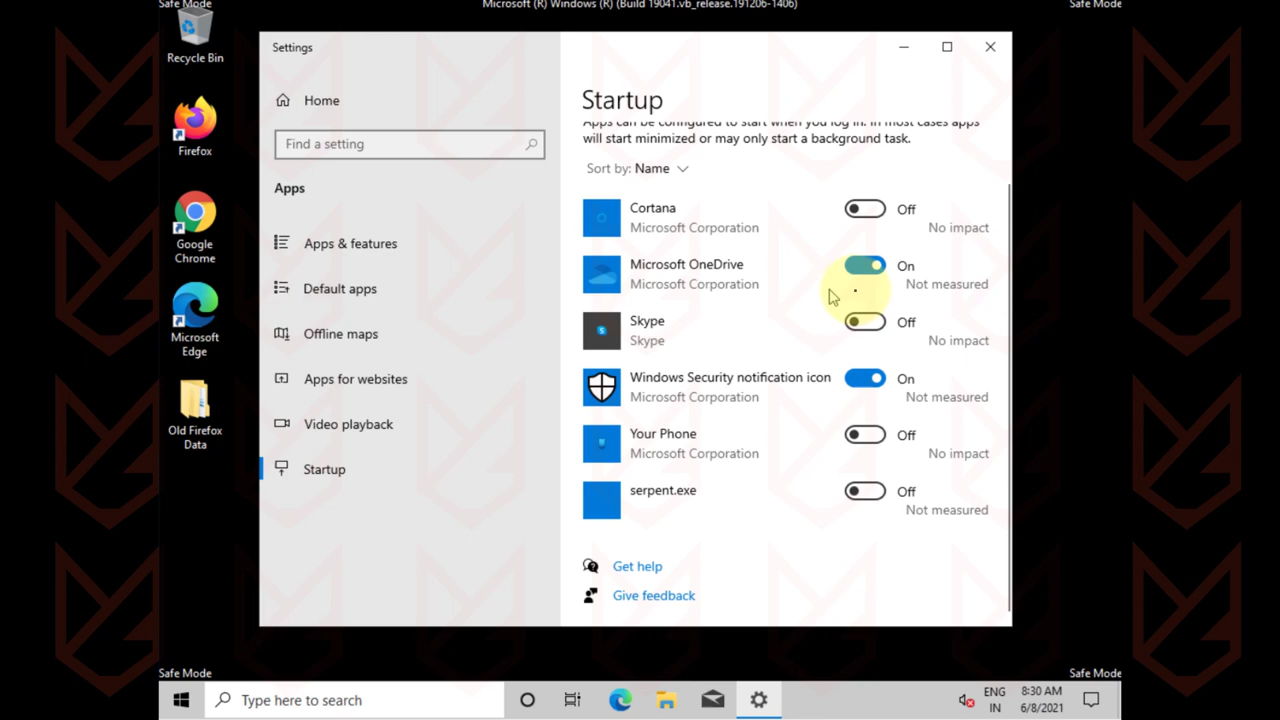 Safe Mode
Microsoft (R) Windows (R) (Build 19041.vb_release.191206-1406)
Safe Mode
Recycle Bin
Firefox
Google
Chrome
Microsoft
Edge
Old Firefox
Data
Settings
Home
Find a setting
Apps
Apps & features
Default apps
Offline maps
Apps for websites
Video playback
Startup
Startup
Apps can be configured to start when you log in. In most cases apps
will start minimized or may only start a background task.
Sort by: Name
Cortana
Microsoft Corporation
Off
No impact
Microsoft OneDrive
Microsoft Corporation
On
Not measured
Skype
Skype
Off
No impact
Windows Security notification icon
Microsoft Corporation
On
Not measured
Your Phone
Microsoft Corporation
Off
No impact
serpent.exe
Off
Not measured
Get help
Give feedback
Safe Mode
Safe Mode
Type here to search
ENG
IN
8:30 AM
6/8/2021